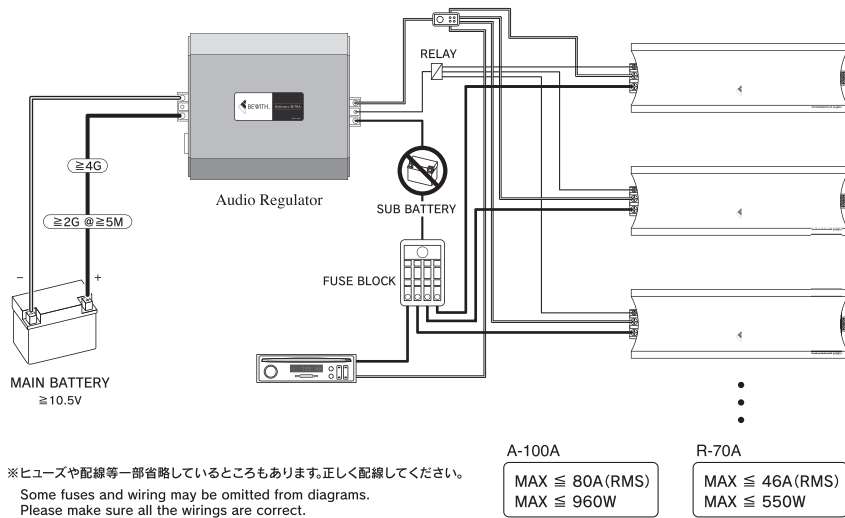 RELAY
BEWITH.
≧4G
Audio Regulator
SUB BATTERY
≧2G @≧5M
FUSE BLOCK
−
+
MAIN BATTERY
≧10.5V
A-100A
MAX ≦ 80A(RMS)
MAX ≦ 960W
R-70A
MAX ≦ 46A(RMS)
MAX ≦ 550W
※ヒューズや配線等一部省略しているところもあります。正しく配線してください。
Some fuses and wiring may be omitted from diagrams.
Please make sure all the wirings are correct.